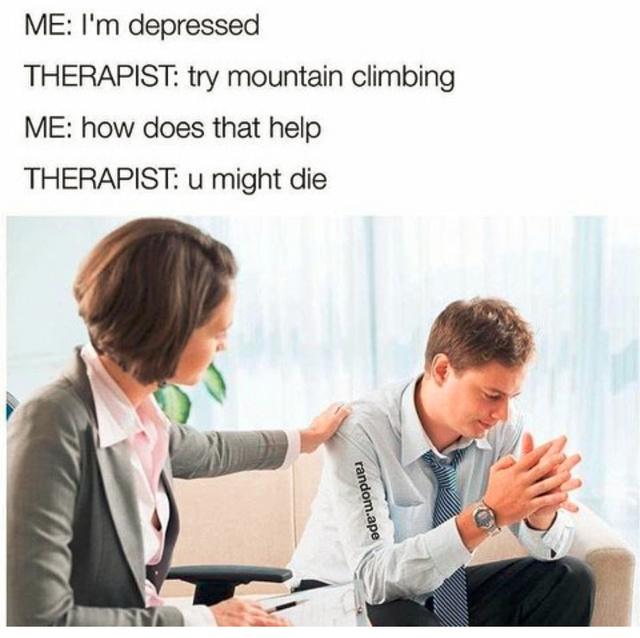 ME: I'm depressed
THERAPIST: try mountain climbing
ME: how does that help
THERAPIST: u might die
random.ape